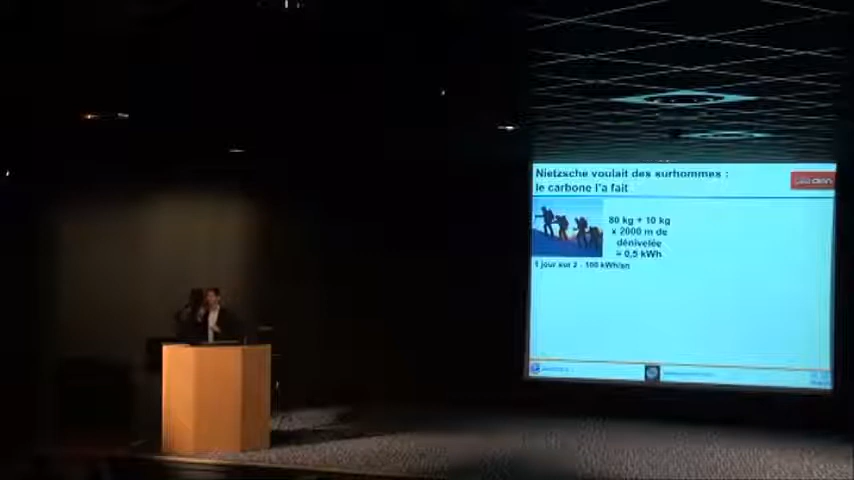 Nietzsche voulait des surhommes :
le carbone l'a fait
80 kg + 10 kg
x 2000 m de
dénivelée
= 0,5 kWh
1 jour sur 2 - 100 kWh/an